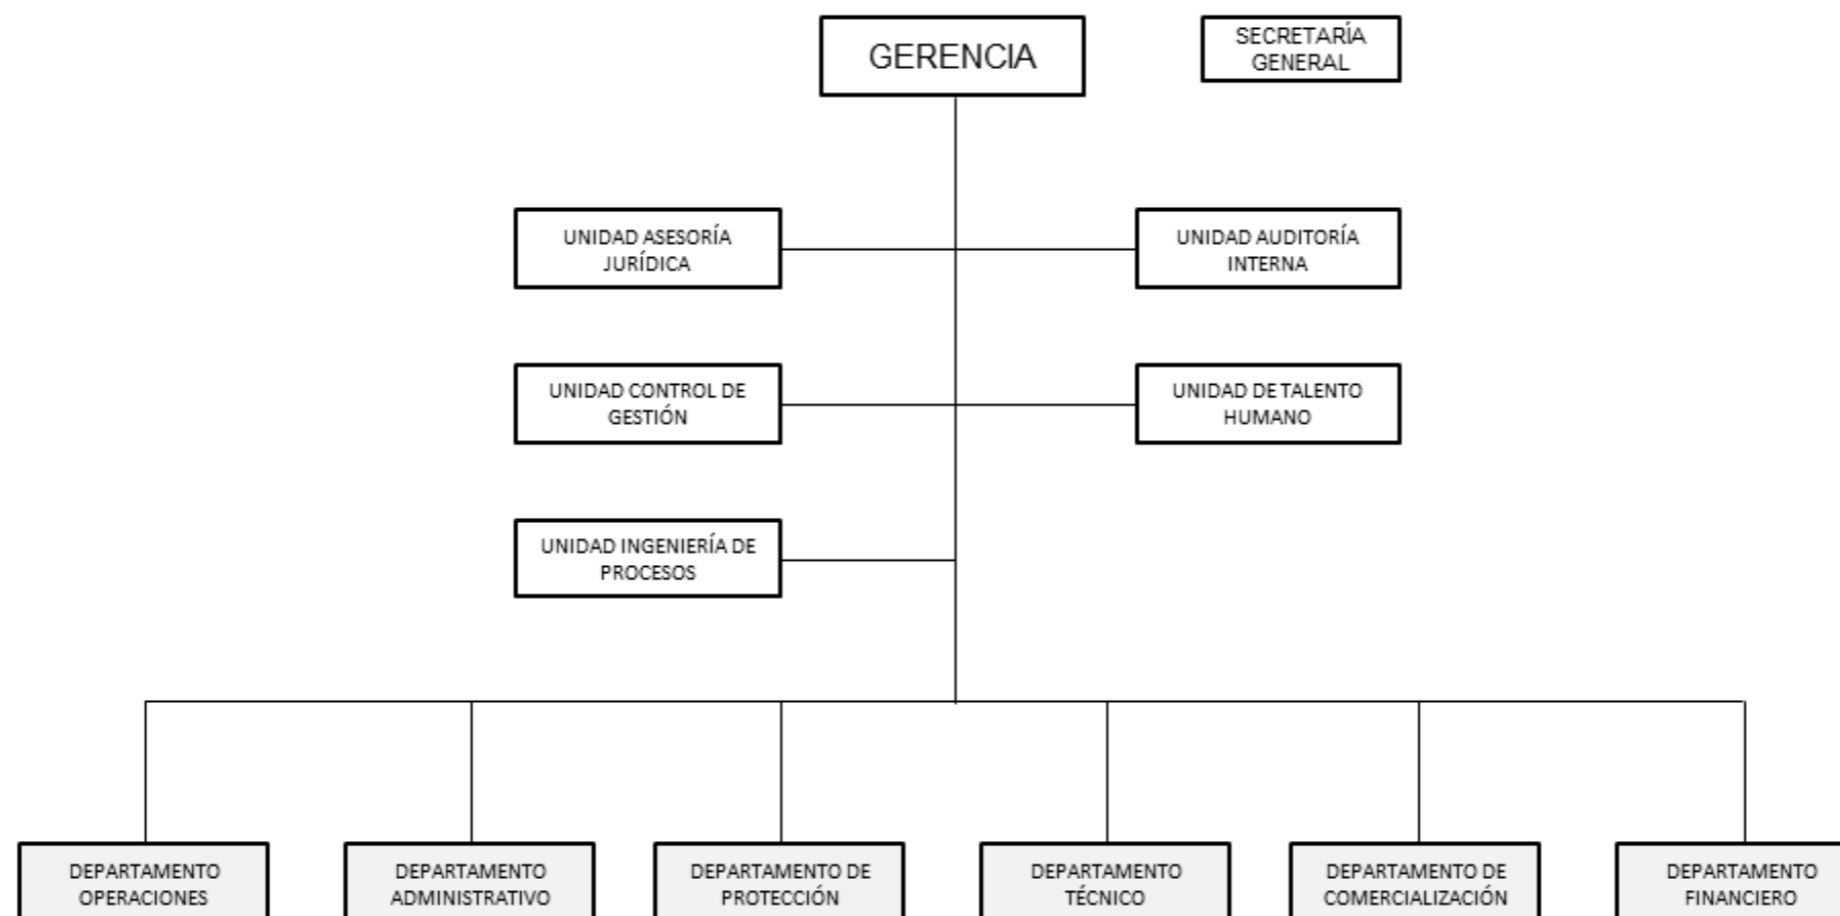 GERENCIA
SECRETARÍA
GENERAL
UNIDAD ASESORÍA
JURÍDICA
UNIDAD AUDITORÍA
INTERNA
UNIDAD CONTROL DE
GESTIÓN
UNIDAD DE TALENTO
HUMANO
UNIDAD INGENIERÍA DE
PROCESOS
DEPARTAMENTO
OPERACIONES
DEPARTAMENTO
ADMINISTRATIVO
DEPARTAMENTO DE
PROTECCIÓN
DEPARTAMENTO
TÉCNICO
DEPARTAMENTO DE
COMERCIALIZACIÓN
DEPARTAMENTO
FINANCIERO